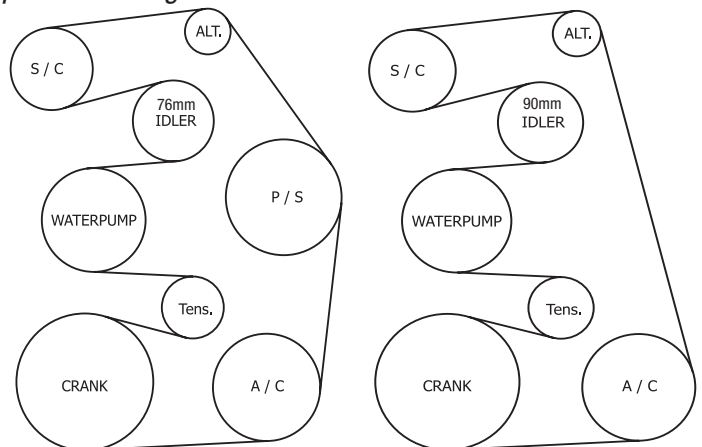 ALT.
S / C
76mm
IDLER
P / S
WATERPUMP
Tens.
CRANK
A / C
ALT.
S / C
90mm
IDLER
WATERPUMP
Tens.
CRANK
A / C